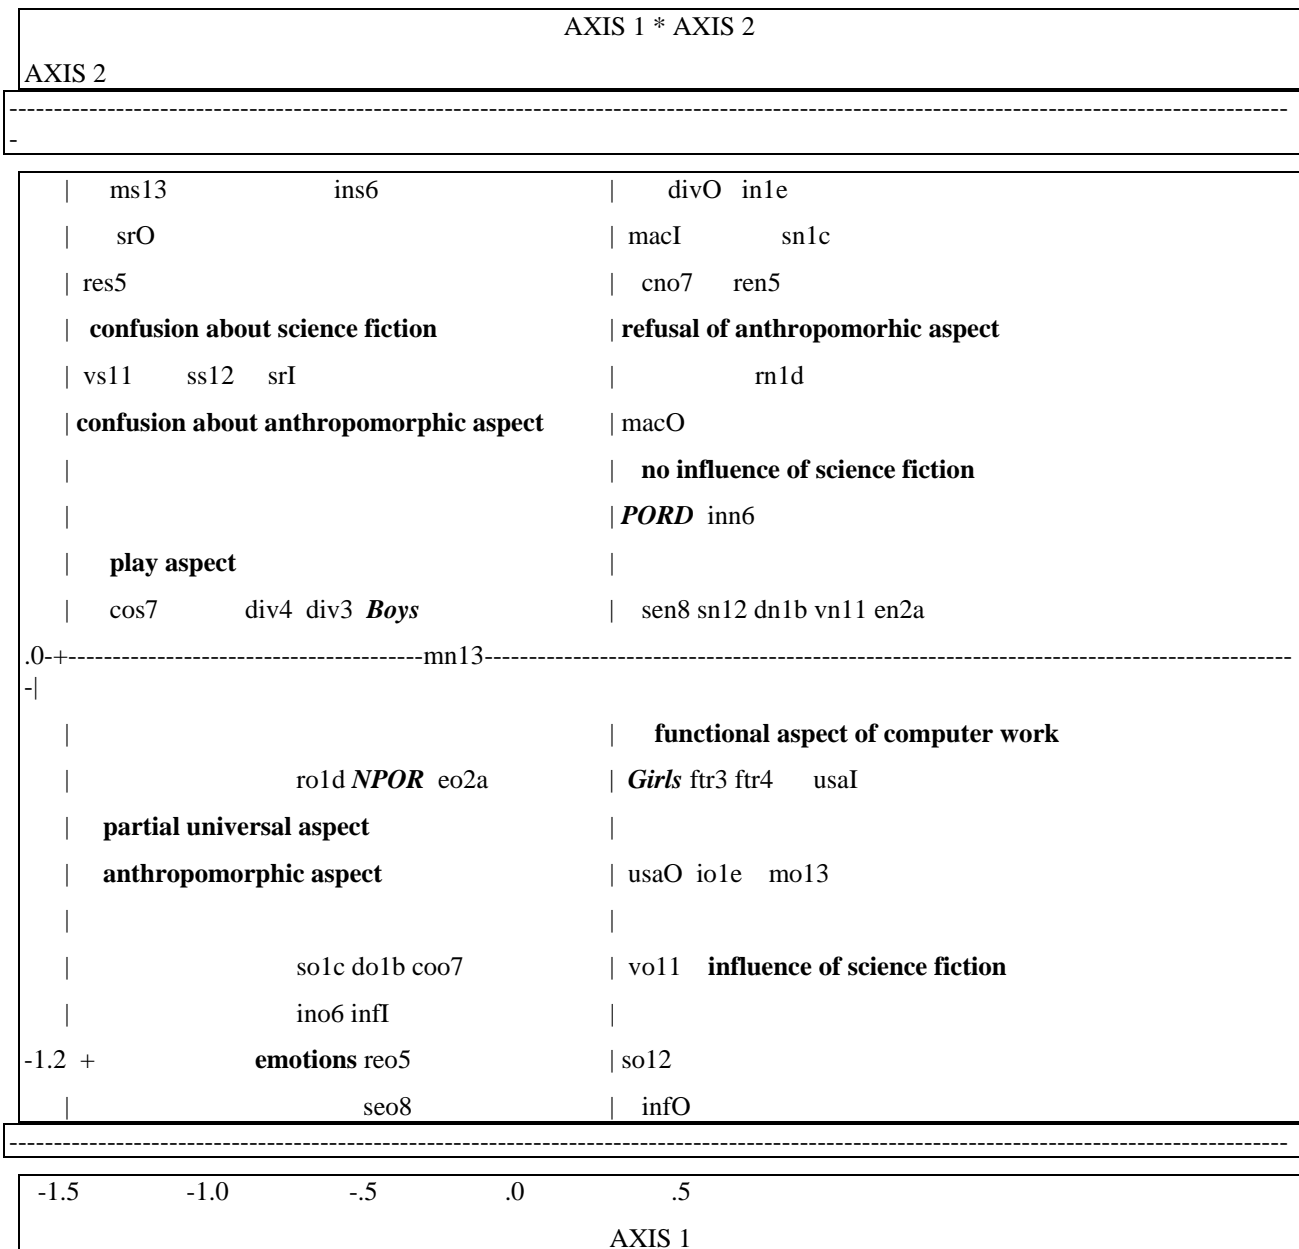 AXIS 1 * AXIS 2
AXIS 2
------------------------------------------------------------------------------------------------------------------------------------------------
-
| ms13 ins6 | divO in1e
| srO | macI sn1c
| res5 | cno7 ren5
| confusion about science fiction | refusal of anthropomorhic aspect
| vs11 ss12 srI | rn1d
| confusion about anthropomorphic aspect | macO
| | no influence of science fiction
| | PORD inn6
| play aspect |
| cos7 div4 div3 Boys | sen8 sn12 dn1b vn11 en2a
.0-+----------------------------------------mn13-------------------------------------------------------------------------------------------
-|
| | functional aspect of computer work
| ro1d NPOR eo2a | Girls ftr3 ftr4 usaI
| partial universal aspect |
| anthropomorphic aspect | usaO io1e mo13
| |
| so1c do1b coo7 | vo11 influence of science fiction
| ino6 infI |
-1.2 + emotions reo5 | so12
| seo8 | infO
------------------------------------------------------------------------------------------------------------------------------------------------
-1.5 -1.0 -.5 .0 .5
AXIS 1